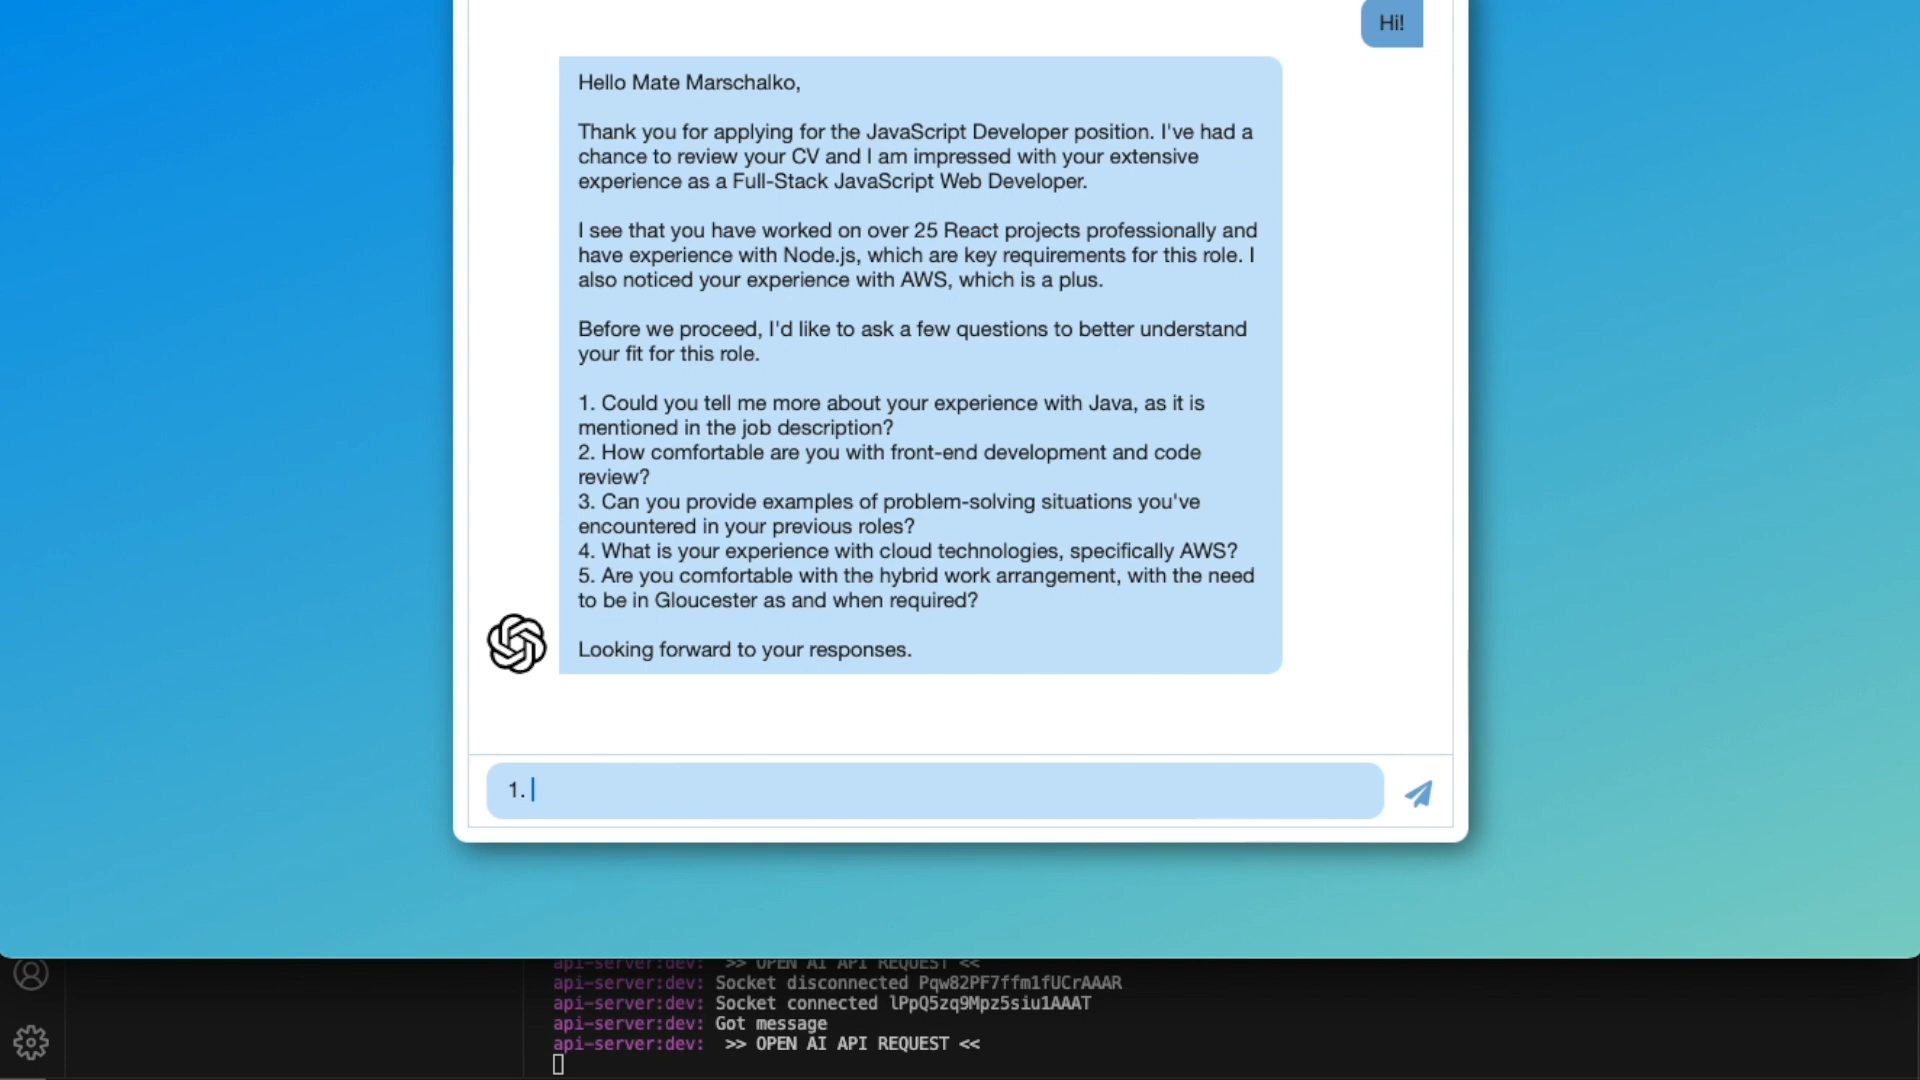 Hi!
Hello Mate Marschalko,
Thank you for applying for the JavaScript Developer position. I've had a
chance to review your CV and I am impressed with your extensive
experience as a Full-Stack JavaScript Web Developer.
I see that you have worked on over 25 React projects professionally and
have experience with Node.js, which are key requirements for this role. I
also noticed your experience with AWS, which is a plus.
Before we proceed, I'd like to ask a few questions to better understand
your fit for this role.
1. Could you tell me more about your experience with Java, as it is
mentioned in the job description?
2. How comfortable are you with front-end development and code
review?
3. Can you provide examples of problem-solving situations you've
encountered in your previous roles?
4. What is your experience with cloud technologies, specifically AWS?
5. Are you comfortable with the hybrid work arrangement, with the need
to be in Gloucester as and when required?
Looking forward to your responses.
1.
api-server:dev: >> OPEN AI API REQUEST <<
api-server:dev: Socket disconnected Pqw82PF7ffm1fUCrAAAR
api-server:dev: Socket connected lPpQ5zq9Mpz5siu1AAAT
api-server:dev: Got message
api-server:dev: >> OPEN AI API REQUEST <<